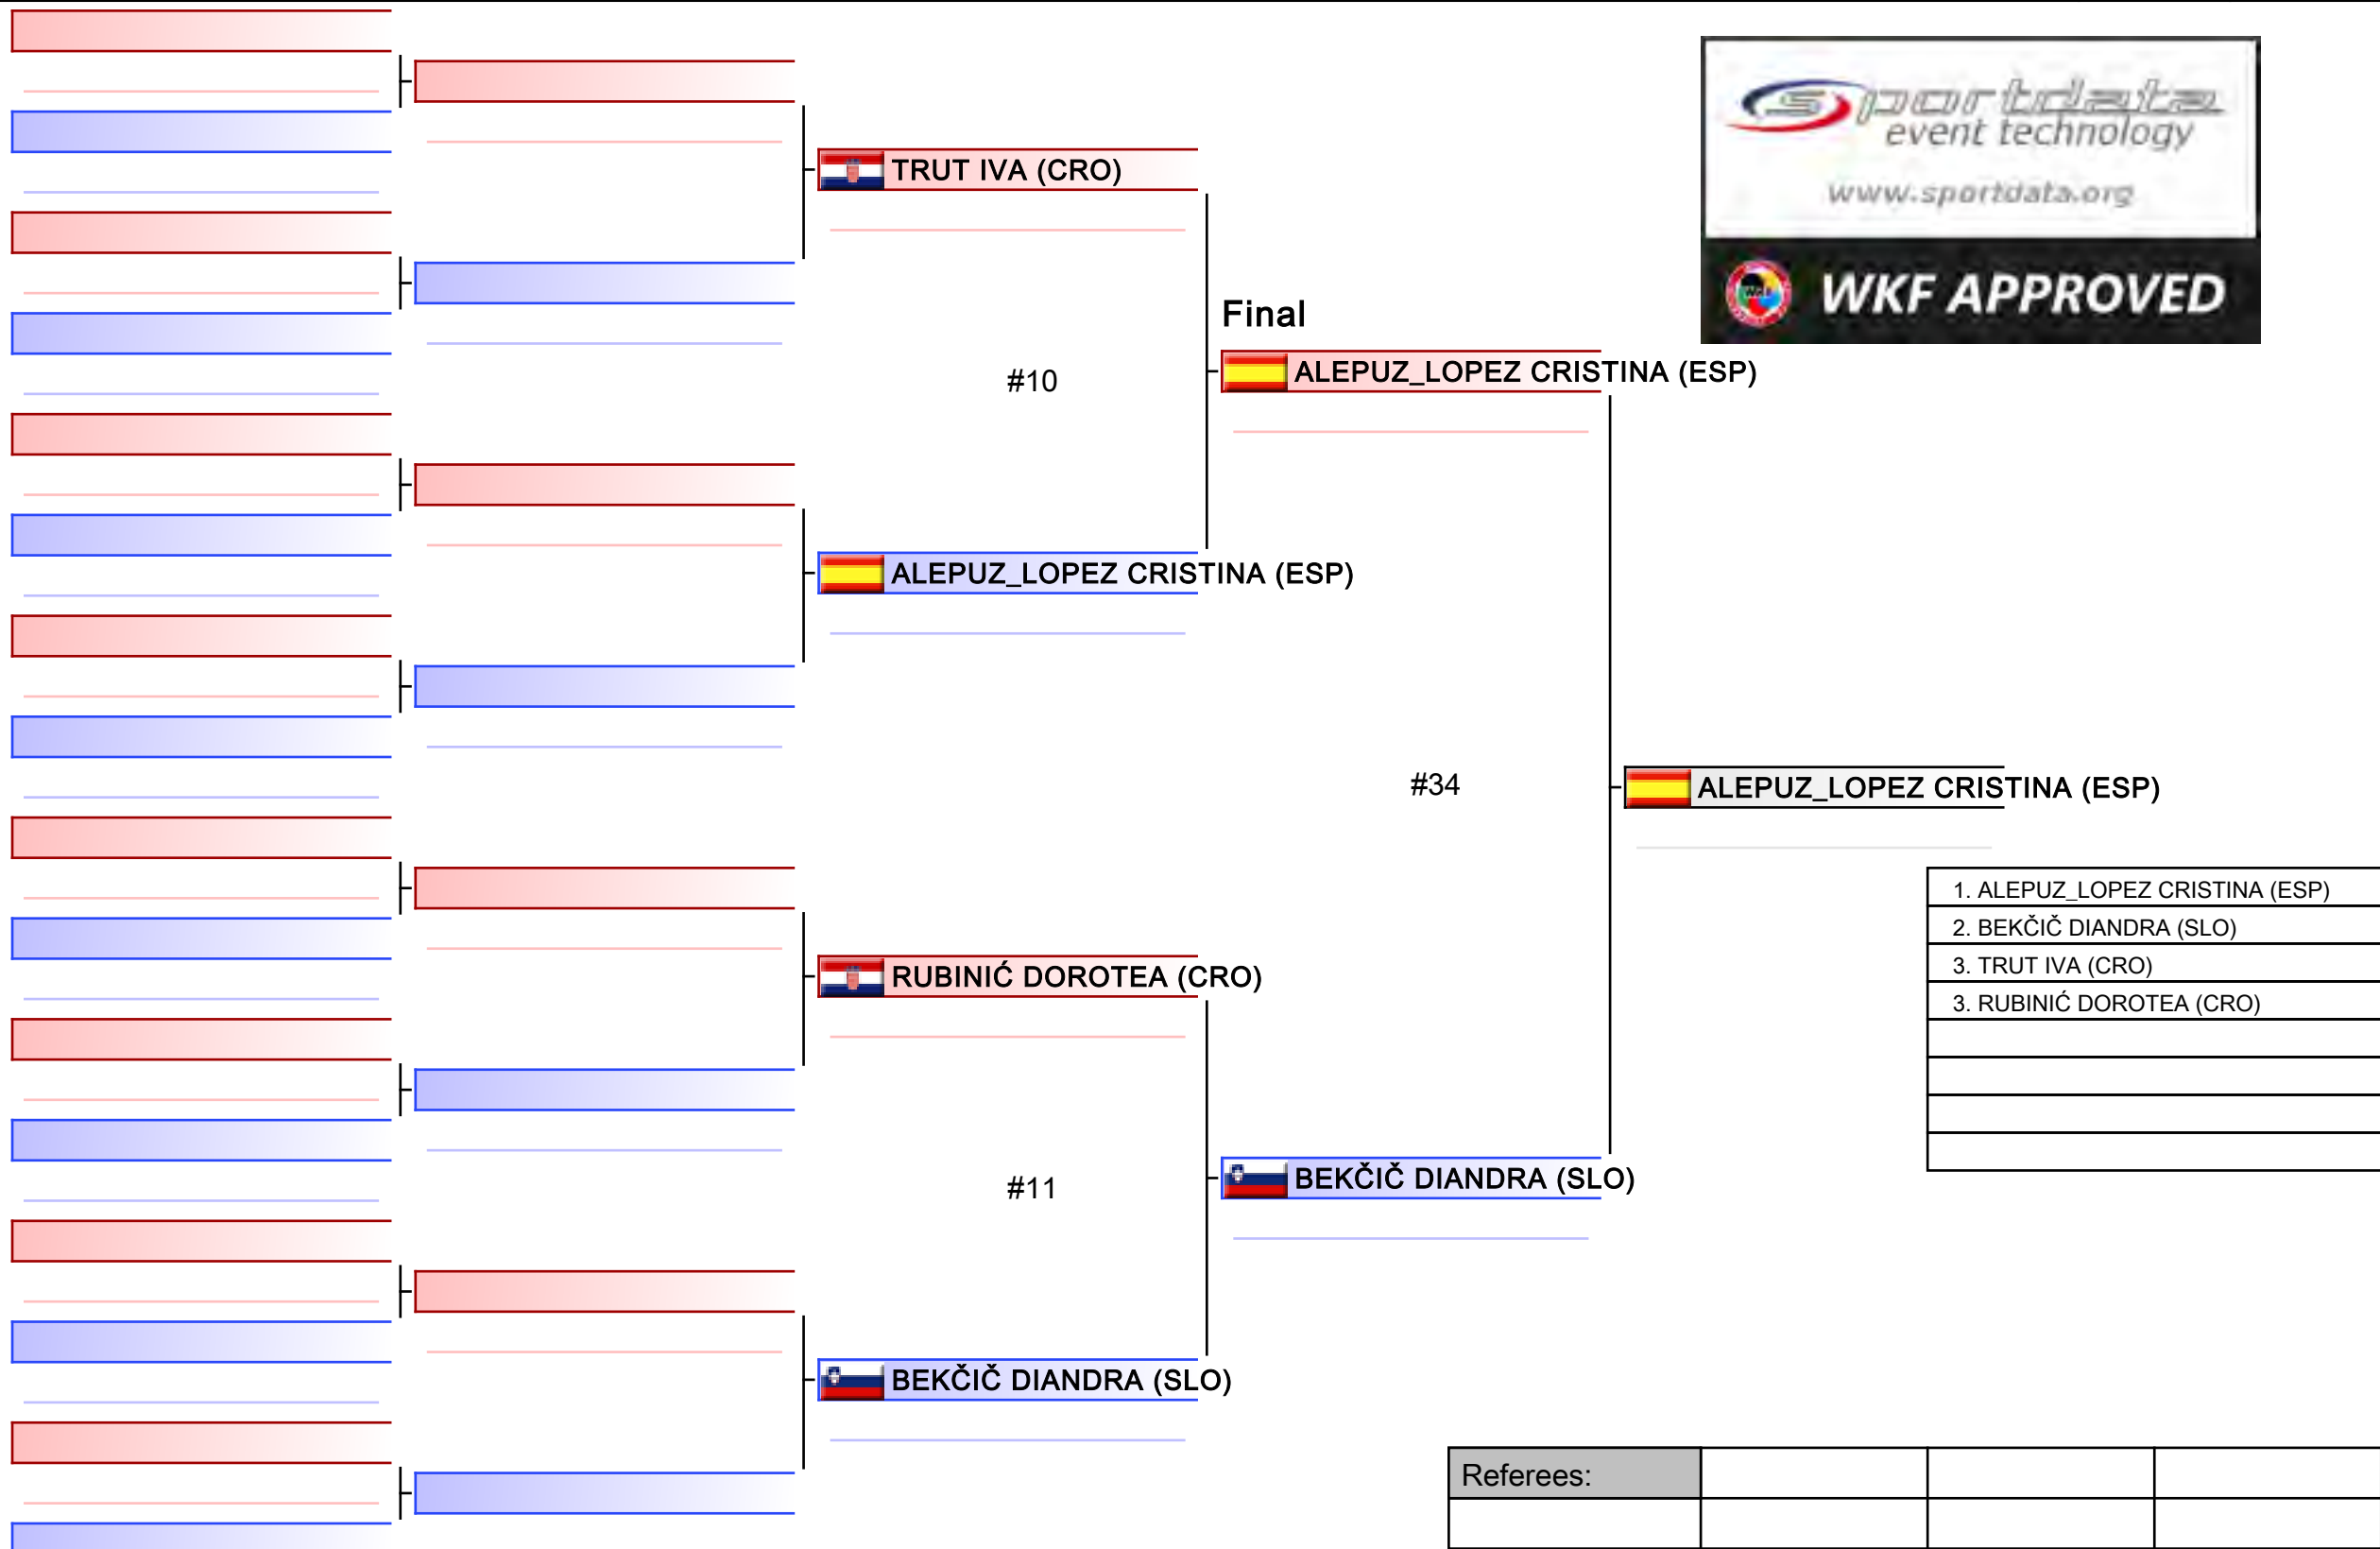 sportdata
event technology
www.sportdata.org
WKF APPROVED
TRUT IVA (CRO)
Final
#10
ALEPUZ_LOPEZ CRISTINA (ESP)
ALEPUZ_LOPEZ CRISTINA (ESP)
#34
ALEPUZ_LOPEZ CRISTINA (ESP)
1. ALEPUZ_LOPEZ CRISTINA (ESP)
2. BEKČIČ DIANDRA (SLO)
3. TRUT IVA (CRO)
3. RUBINIĆ DOROTEA (CRO)
RUBINIĆ DOROTEA (CRO)
#11
BEKČIČ DIANDRA (SLO)
BEKČIČ DIANDRA (SLO)
Referees: